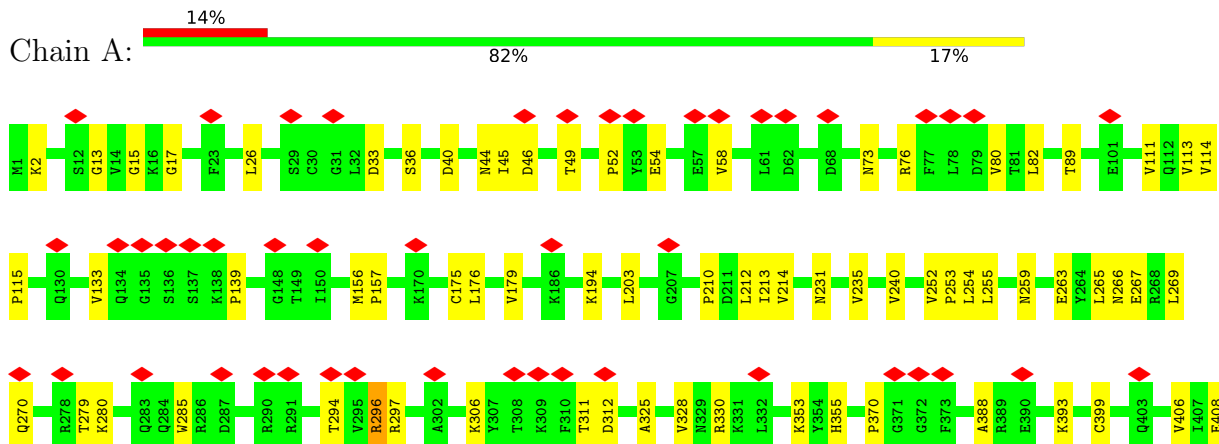 14%
Chain A:
82% 17%
M1 K2 S12 G13 V14 G15 K16 G17 F23 L26 S29 C30 G31 L32 D33 S36 D40 N44 I45 D46 T49 P52 Y53 E54 E57 V58 L61 D62 D68 N73 R76 F77 L78 D79 V80 T81 L82 T89 E101 V111 Q112 V113 V114
P115 Q130 V133 Q134 G135 S136 S137 K138 P139 G148 T149 I150 M156 P157 K170 C175 L176 V179 K186 K194 L203 G207 P210 D211 L212 I213 V214 N231 V235 V240 V252 P253 L254 L255 N259 E263 Y264 L265 N266 E267 R268 L269
Q270 R278 T279 K280 Q283 Q284 W285 R286 D287 R290 R291 T294 V295 R296 R297 A302 K306 Y307 T308 K309 F310 T311 D312 A325 V328 N329 R330 K331 L332 K353 Y354 H355 P370 G371 G372 F373 A388 R389 E390 K393 C399 Q403 V406 I407 F408